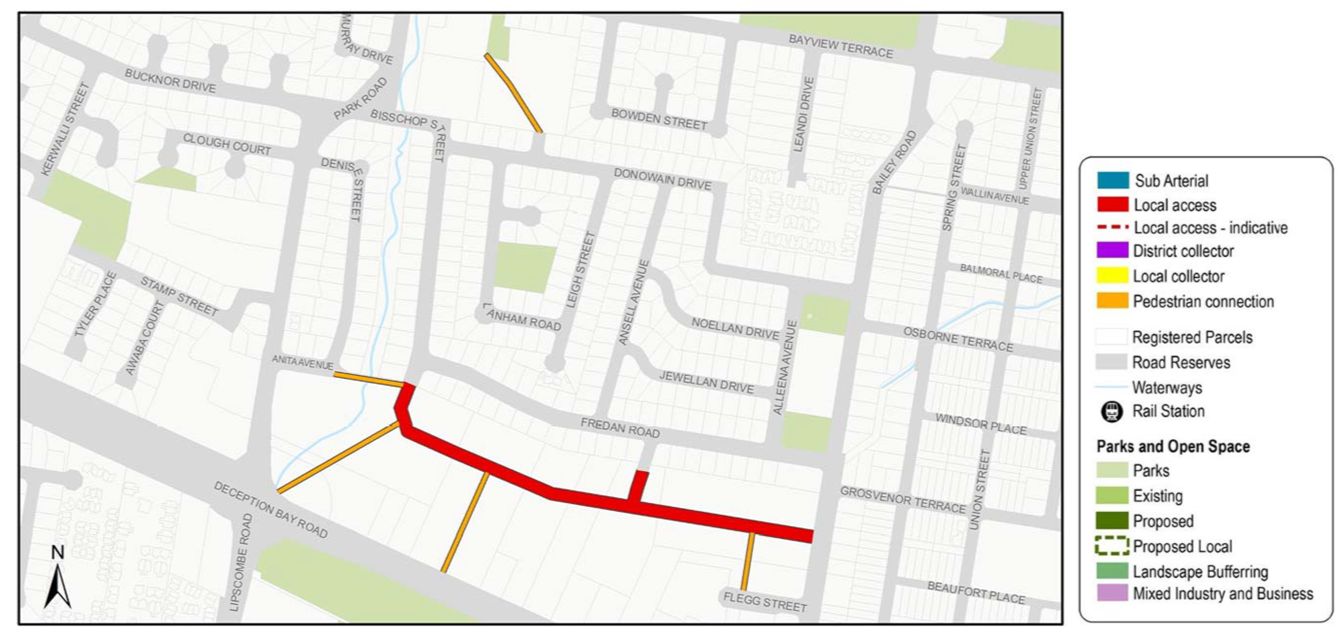 MURRAY DRIVE
BAYVIEW TERRACE
BUCKNOR DRIVE
PARK ROAD
KERWALLI STREET
BISSCHOP STREET
BOWDEN STREET
LEANDI DRIVE
BAILEY ROAD
UPPER UNION STREET
CLOUGH COURT
DENISE STREET
DONOWAIN DRIVE
SPRING STREET
WALLIN AVENUE
LEIGH STREET
BALMORAL PLACE
STAMP STREET
TYLER PLACE
AWABA COURT
LANHAM ROAD
ANSELL AVENUE
NOELLAN DRIVE
OSBORNE TERRACE
ANITA AVENUE
JEWELLAN DRIVE
ALLEENA AVENUE
FREDAN ROAD
WINDSOR PLACE
UNION STREET
DECEPTION BAY ROAD
GROSVENOR TERRACE
LIPSCOMBE ROAD
N
FLEGG STREET
BEAUFORT PLACE
Sub Arterial
Local access
Local access - indicative
District collector
Local collector
Pedestrian connection
Registered Parcels
Road Reserves
Waterways
Rail Station
Parks and Open Space
Parks
Existing
Proposed
Proposed Local
Landscape Bufferring
Mixed Industry and Business